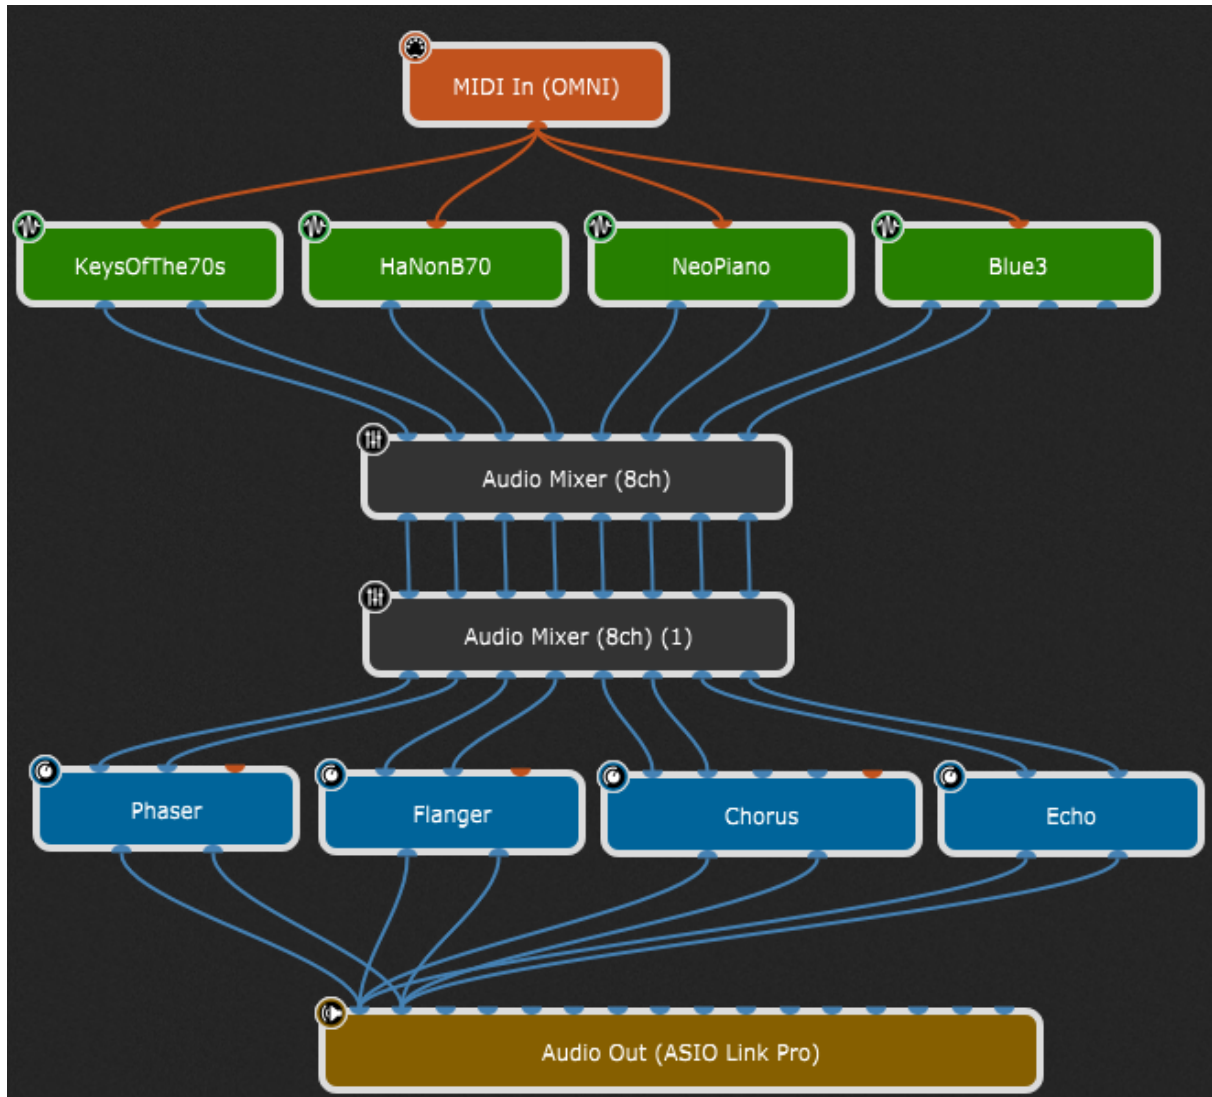 MIDI In (OMNI)
KeysOfThe70s
HaNonB70
NeoPiano
Blue3
Audio Mixer (8ch)
Audio Mixer (8ch) (1)
Phaser
Flanger
Chorus
Echo
Audio Out (ASIO Link Pro)